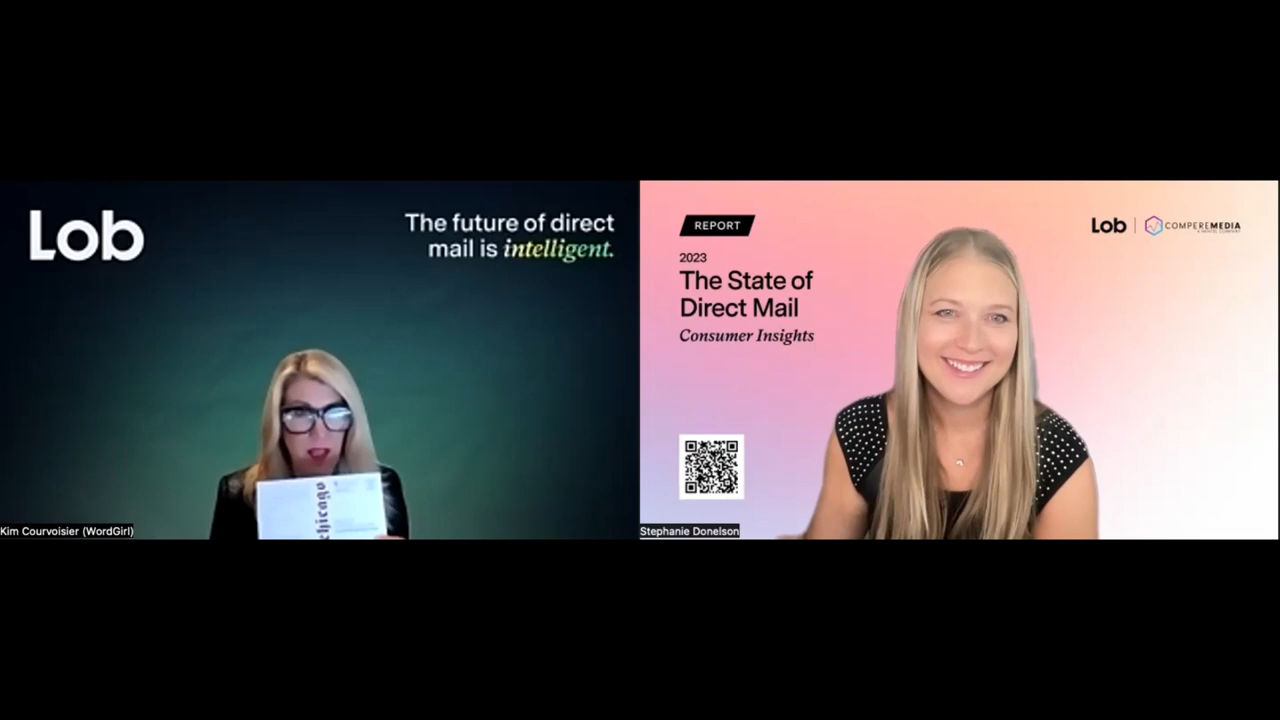 Lob
The future of direct
mail is intelligent.
chicago
Kim Courvoisier (WordGirl)
REPORT
2023
The State of
Direct Mail
Consumer Insights
Lob
COMPEREMEDIA
Stephanie Donelson